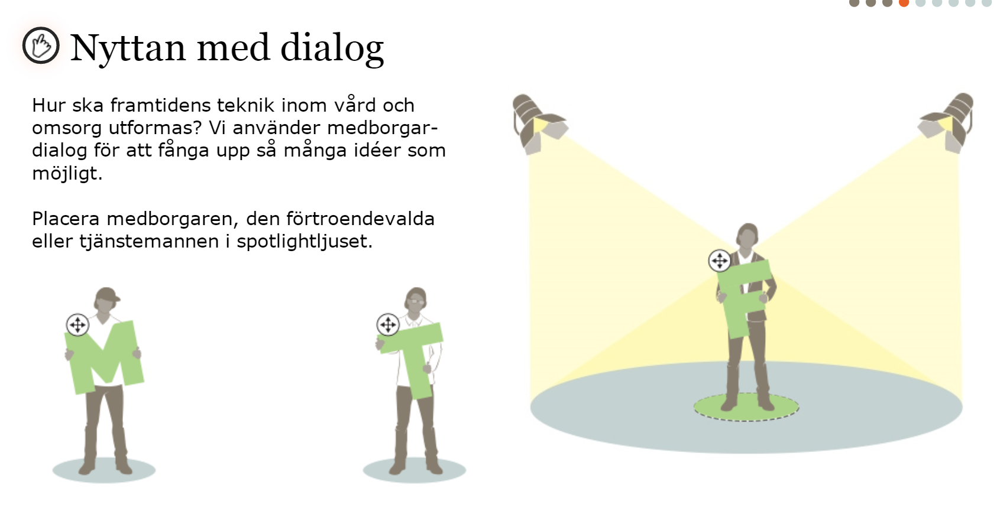 Nyttan med dialog
Hur ska framtidens teknik inom vård och
omsorg utformas? Vi använder medborgar-
dialog för att fånga upp så många idéer som
möjligt.
Placera medborgaren, den förtroendevalda
eller tjänstemannen i spotlightljuset.
M
T
F